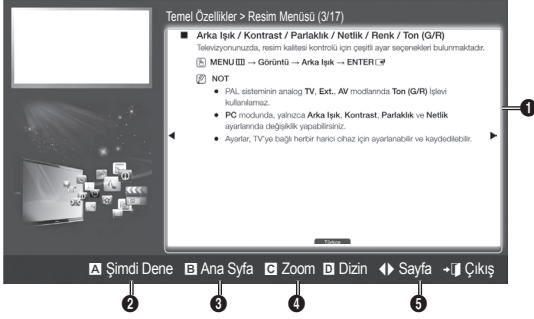 Temel Özellikler > Resim Menüsü (3/17)
■ Arka Işık / Kontrast / Parlaklık / Netlik / Renk / Ton (G/R)
Televizyonunuzda, resim kalitesi kontrolü için çeşitli ayar seçenekleri bulunmaktadır.
MENU → Görüntü → Arka Işık → ENTER
NOT
• PAL sisteminin analog TV, Ext., AV modlarında Ton (G/R) İşlevi
kullanılamaz.
• PC modunda, yalnızca Arka Işık, Kontrast, Parlaklık ve Netlik
ayarlarında değişiklik yapabilirsiniz.
• Ayarlar, TV'ye bağlı herbir harici cihaz için ayarlanabilir ve kaydedilebilir.
◀ ▶
1
Türkçe
A Şimdi Dene B Ana Syfa C Zoom D Dizin ◀▶ Sayfa Çıkış
2 3 4 5